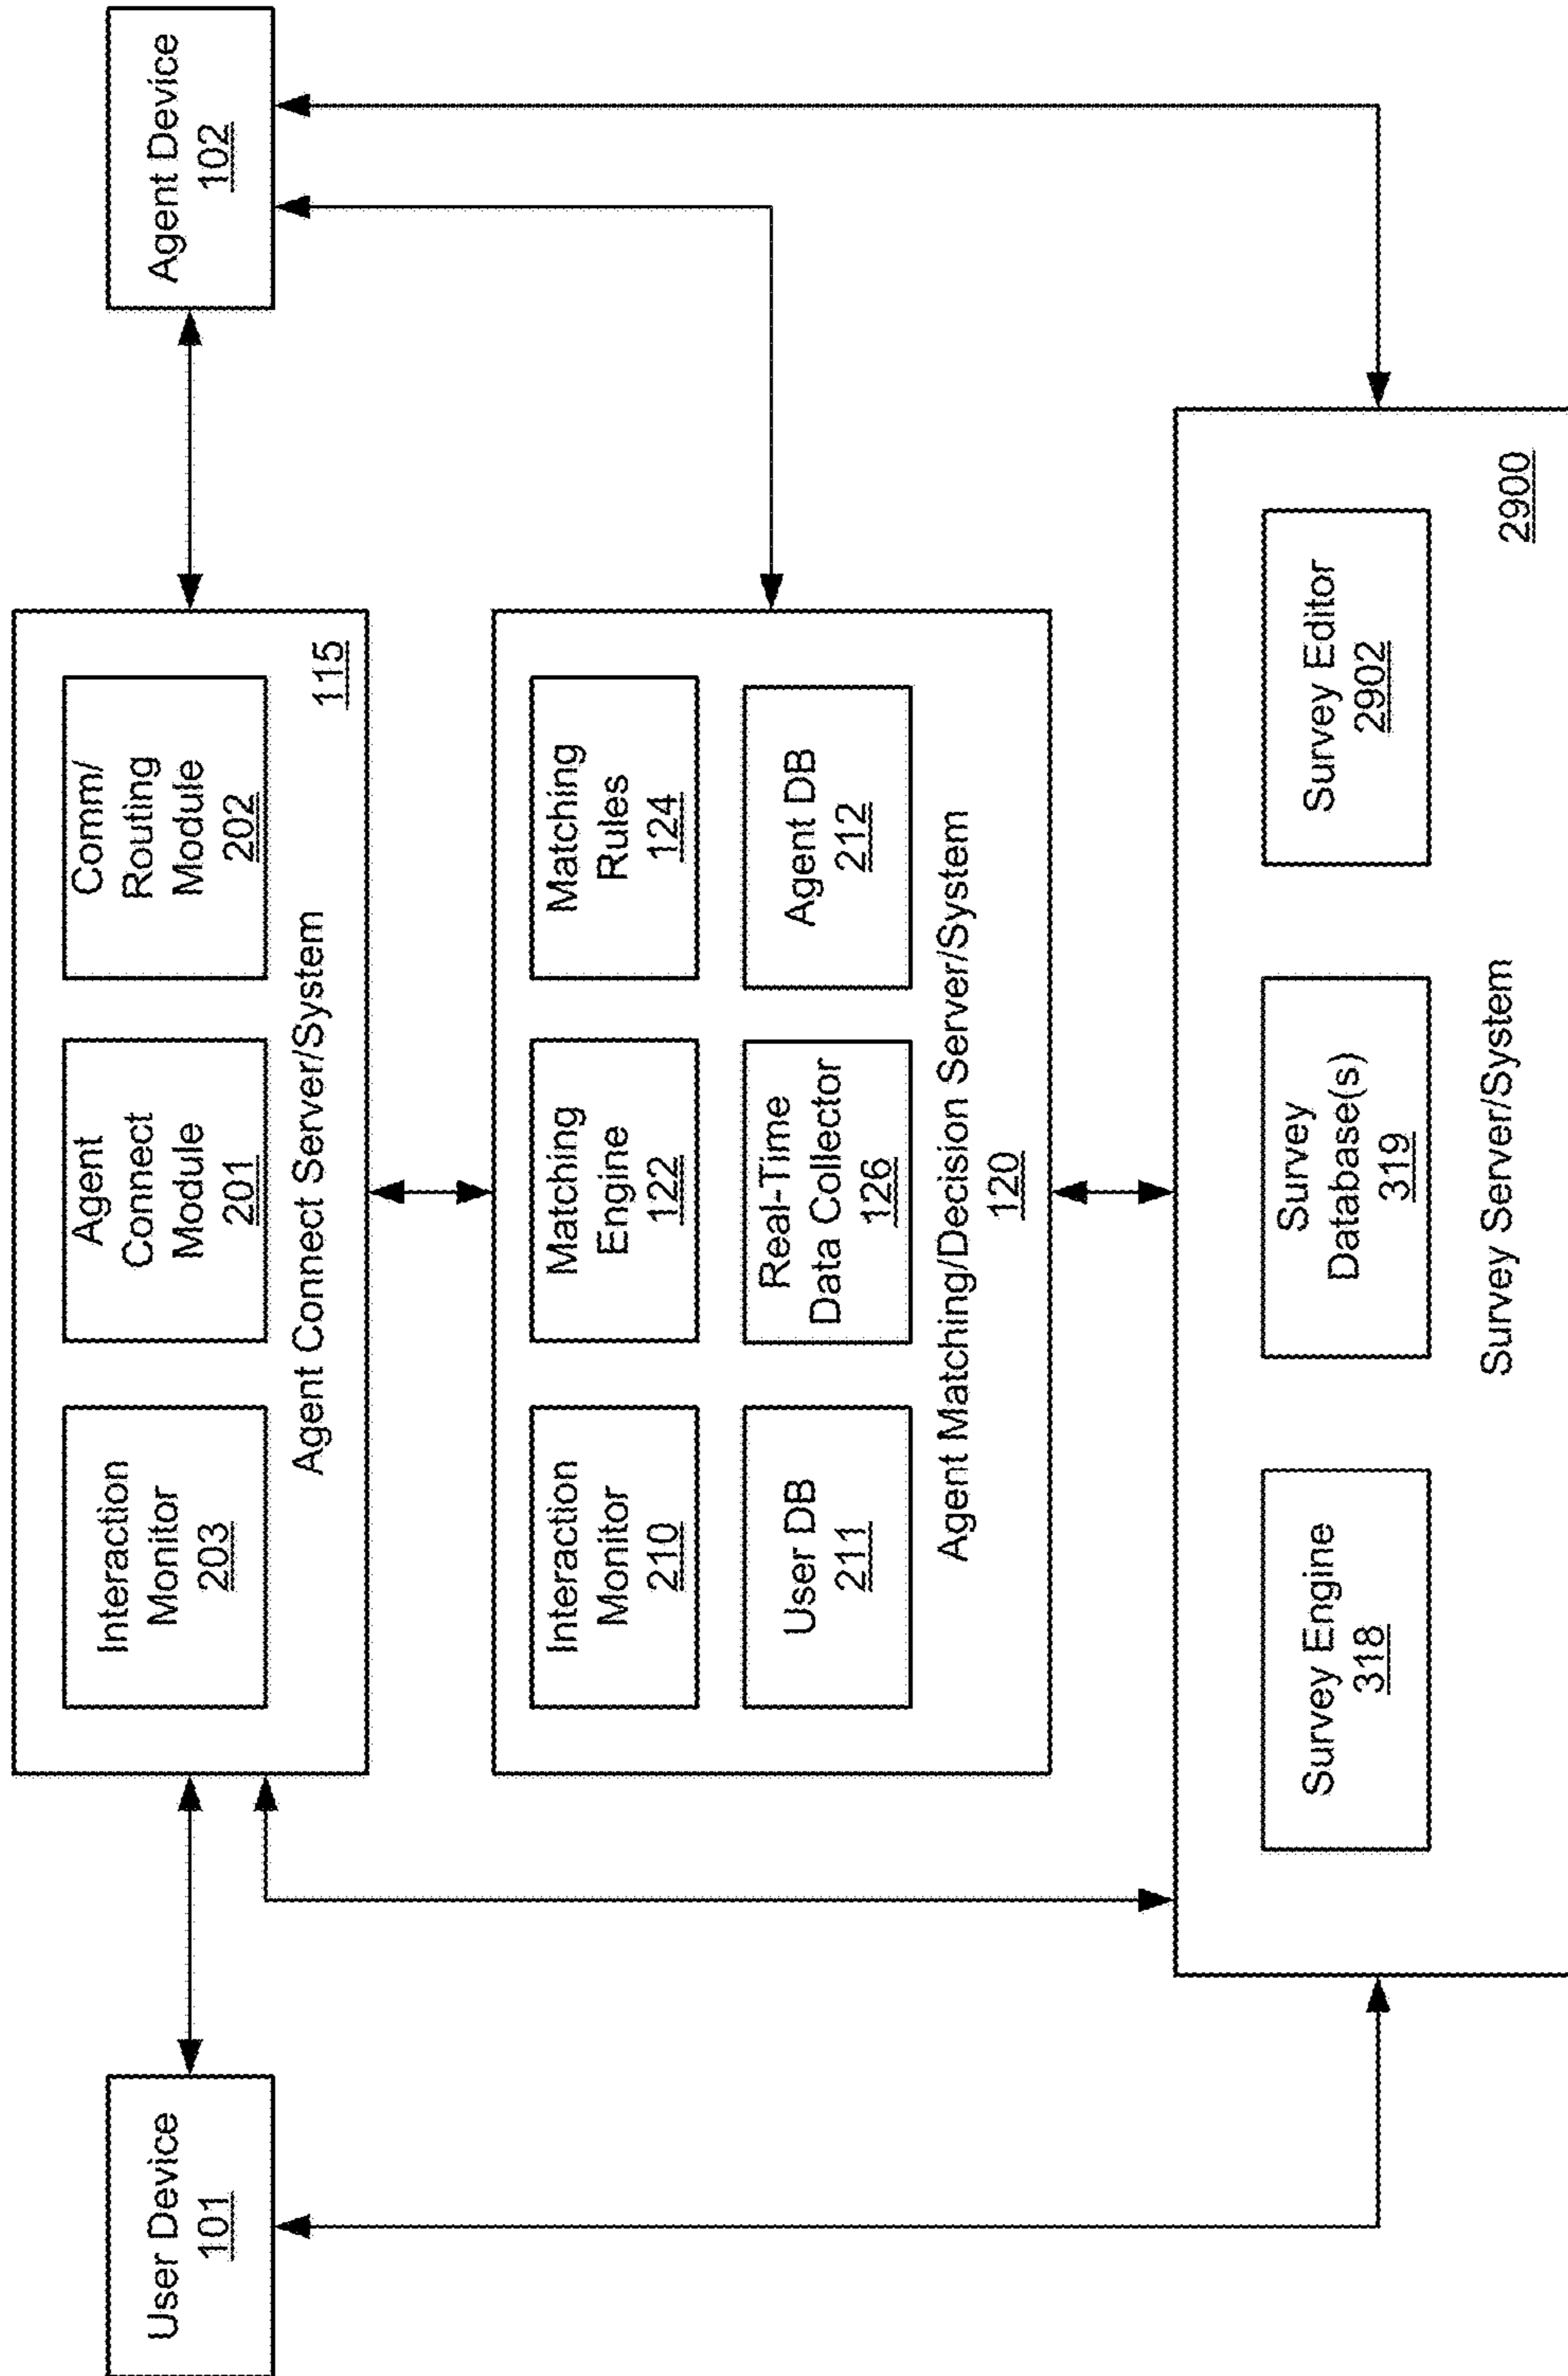 User Device
101
Interaction
Monitor
203
Agent
Connect
Module
201
Comm/
Routing
Module
202
Agent Connect Server/System
115
Agent Device
102
Interaction
Monitor
210
Matching
Engine
122
Matching
Rules
124
User DB
211
Real-Time
Data Collector
126
Agent DB
212
Agent Matching/Decision Server/System
120
Survey Engine
318
Survey
Database(s)
319
Survey Editor
2902
Survey Server/System
2900